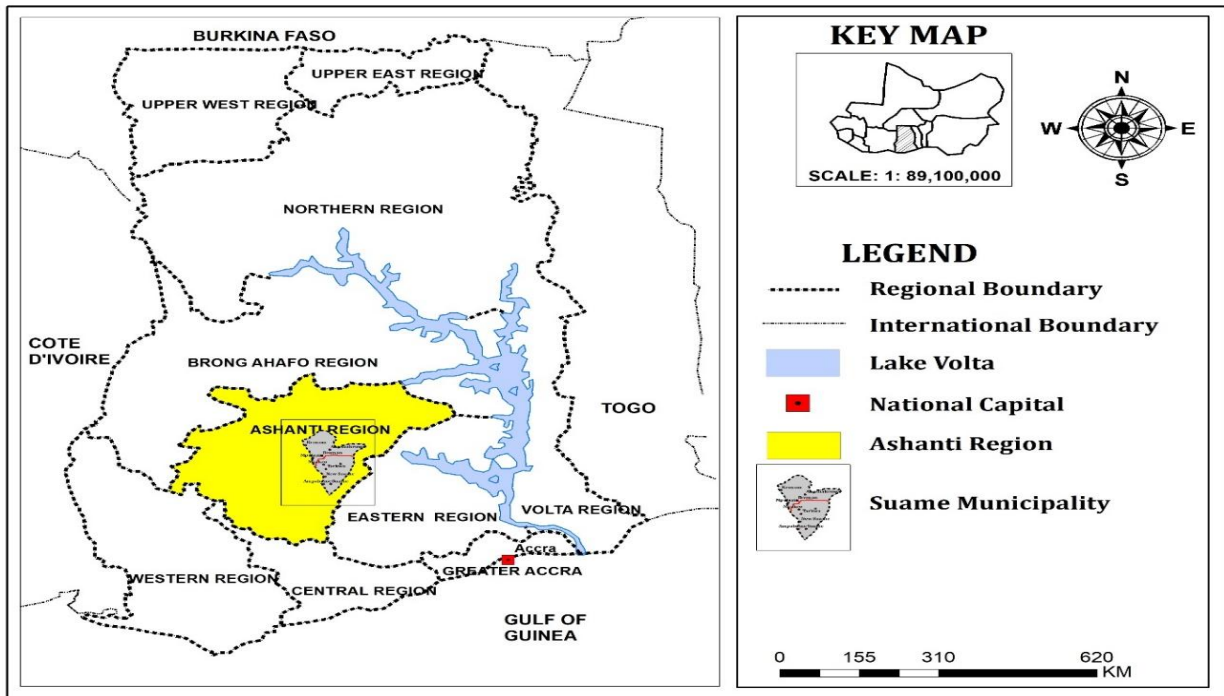 BURKINA FASO
UPPER EAST REGION
UPPER WEST REGION
NORTHERN REGION
COTE
D'IVOIRE
BRONG AHAFO REGION
TOGO
ASHANTI REGION
EASTERN REGION
VOLTA REGION
Accra
GREATER ACCRA
WESTERN REGION
CENTRAL REGION
GULF OF
GUINEA
KEY MAP
SCALE: 1: 89,100,000
N
W
E
S
LEGEND
Regional Boundary
International Boundary
Lake Volta
National Capital
Ashanti Region
Suame Municipality
0 155 310 620
KM